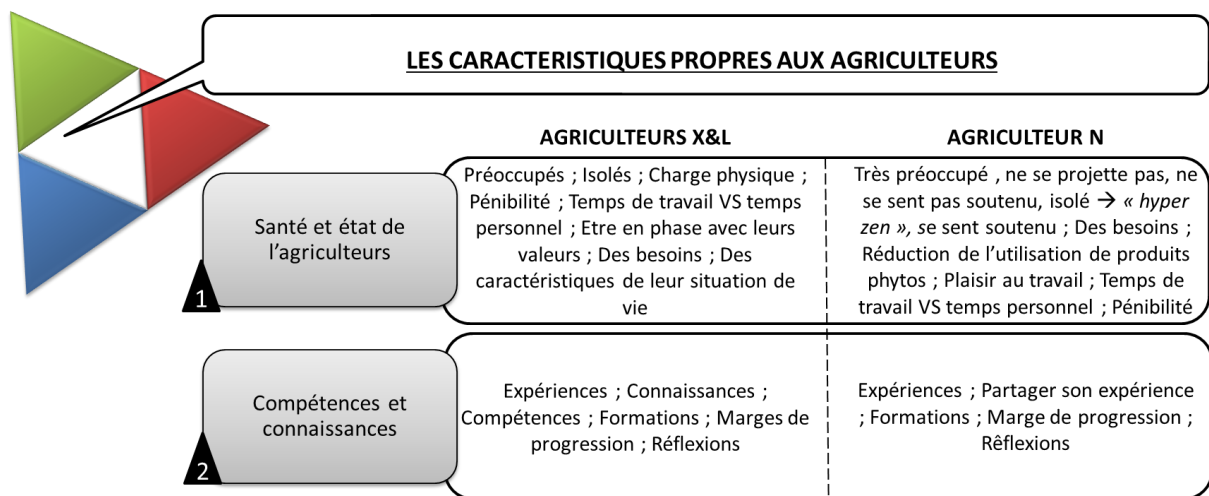 LES CARACTERISTIQUES PROPRES AUX AGRICULTEURS
AGRICULTEURS X&L
AGRICULTEUR N
Santé et état de
l’agriculteurs
1
Préoccupés ; Isolés ; Charge physique ;
Pénibilité ; Temps de travail VS temps
personnel ; Etre en phase avec leurs
valeurs ; Des besoins ; Des
caractéristiques de leur situation de
vie
Très préoccupé , ne se projette pas, ne
se sent pas soutenu, isolé → « hyper
zen », se sent soutenu ; Des besoins ;
Réduction de l’utilisation de produits
phytos ; Plaisir au travail ; Temps de
travail VS temps personnel ; Pénibilité
Compétences et
connaissances
2
Expériences ; Connaissances ;
Compétences ; Formations ; Marges de
progression ; Réflexions
Expériences ; Partager son expérience
; Formations ; Marge de progression ;
Rêflexions